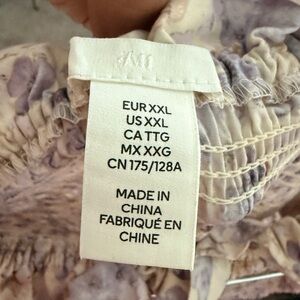 EUR XXL
US XXL
CA TTG
MX XXG
CN 175/128A
MADE IN
CHINA
FABRIQUÉ EN
CHINE